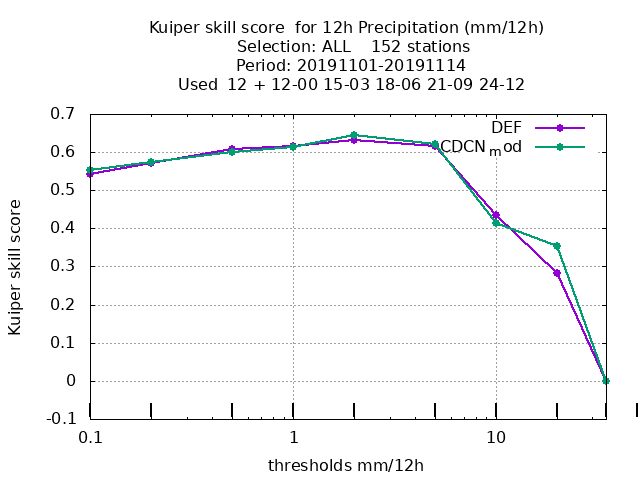 Kuiper skill score  for 12h Precipitation (mm/12h)
Selection: ALL    152 stations
Period: 20191101-20191114
Used  12 + 12-00 15-03 18-06 21-09 24-12
DEF
CDCNmod
Kuiper skill score
0.7
0.6
0.5
0.4
0.3
0.2
0.1
0
-0.1
0.1 1 10
thresholds mm/12h